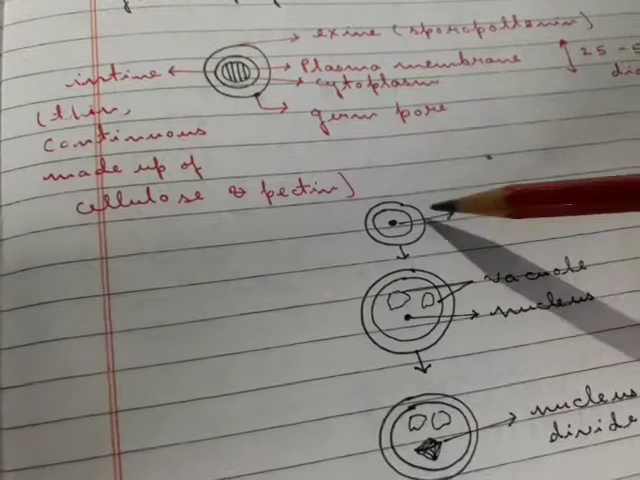 exine (sporopollenin)
Plasma membrane
25 -
intine
cytoplasm
(thin,
germ pore
continuous
made up of
cellulose & pectin)
vacuole
nucleus
nucleus
divide